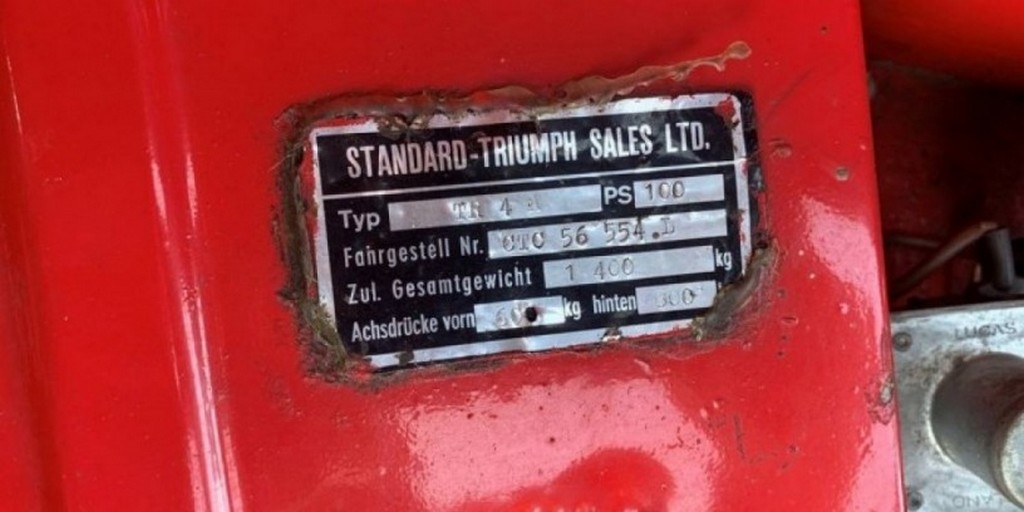 STANDARD-TRIUMPH SALES LTD.
Typ TR 4 A PS 100
Fahrgestell Nr. CTC 56 554.L
Zul. Gesamtgewicht 1 400 kg
Achsdrücke vorn kg hinten 800
LUCAS